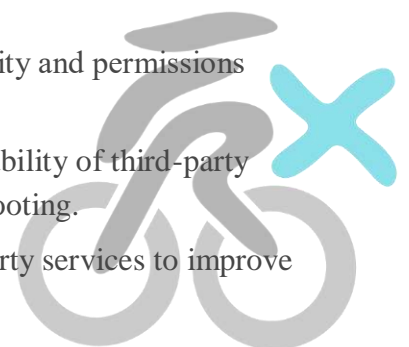 ity and permissions
bility of third-party
ooting.
rty services to improve